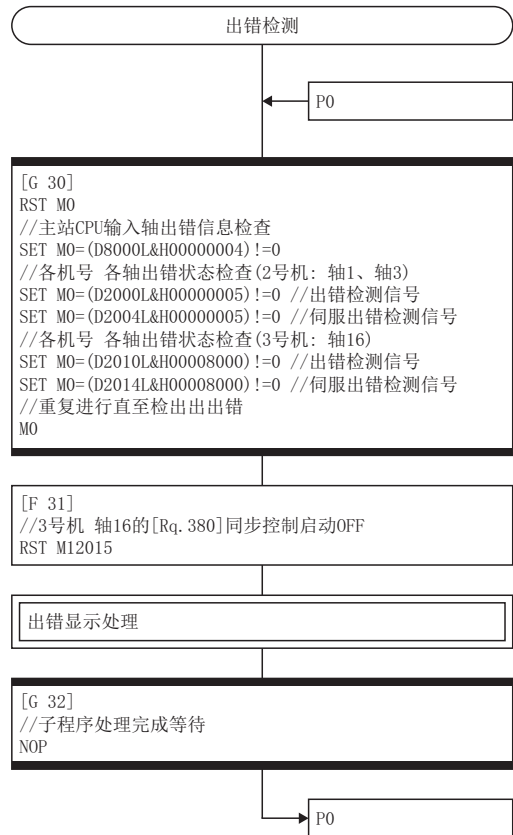 出错检测
P0
[G 30]
RST M0
//主站CPU输入轴出错信息检查
SET M0=(D8000L&H00000004)!=0
//各机号 各轴出错状态检查(2号机: 轴1、轴3)
SET M0=(D2000L&H00000005)!=0 //出错检测信号
SET M0=(D2004L&H00000005)!=0 //伺服出错检测信号
//各机号 各轴出错状态检查(3号机: 轴16)
SET M0=(D2010L&H00008000)!=0 //出错检测信号
SET M0=(D2014L&H00008000)!=0 //伺服出错检测信号
//重复进行直至检出出出错
M0
[F 31]
//3号机 轴16的[Rq.380]同步控制启动OFF
RST M12015
出错显示处理
[G 32]
//子程序处理完成等待
NOP
P0